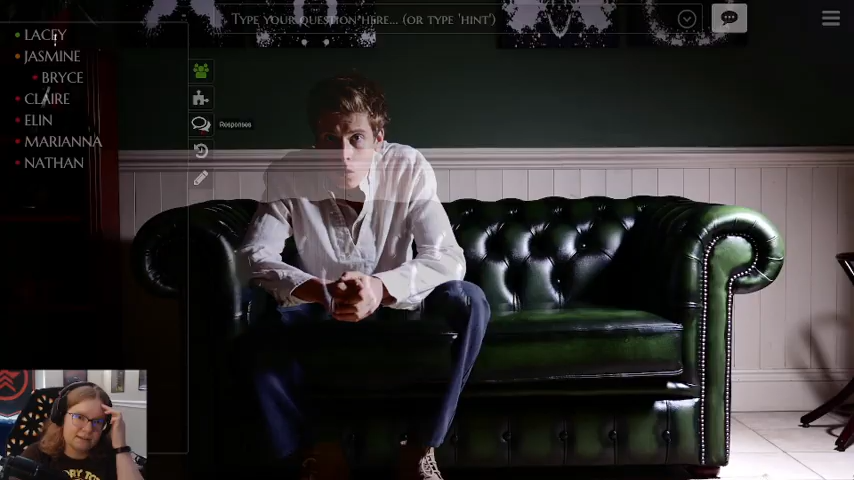 Type your question here... (or type 'hint')
LACEY
JASMINE
BRYCE
CLAIRE
ELIN
MARIANNA
NATHAN
Responses